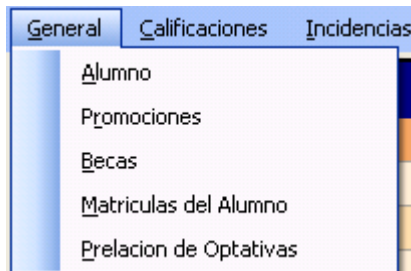 General Calificaciones Incidencias
Alumno
Promociones
Becas
Matriculas del Alumno
Prelacion de Optativas